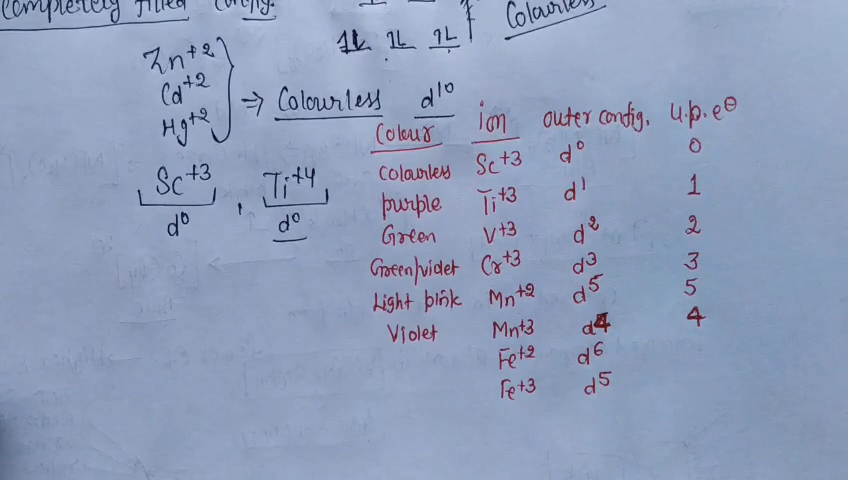 completely filled config.
Colourless
1L 1L 1L
Zn+2
Cd+2
Hg+2
=> Colourless d10
Sc+3 , Ti+4
d0 d0
Colour ion outer config. u.p.e⊖
colourless Sc+3 d0 0
purple Ti+3 d1 1
Green V+3 d2 2
Green/violet Cr+3 d3 3
Light pink Mn+2 d5 5
Violet Mn+3 d4 4
Fe+2 d6
Fe+3 d5